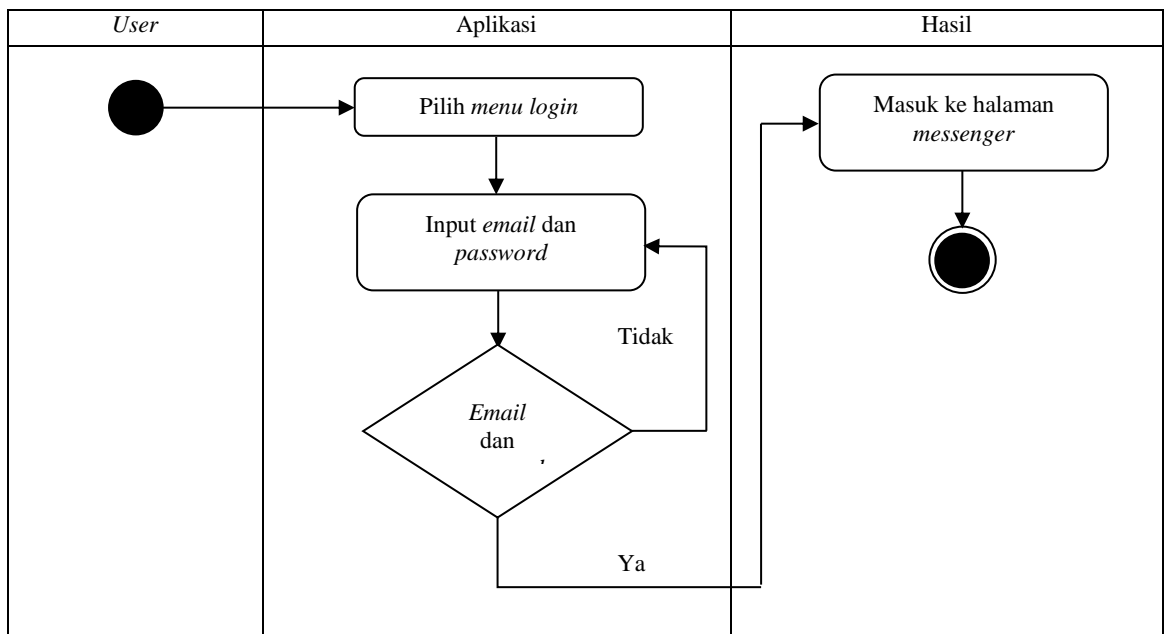 User
Aplikasi
Hasil
Pilih menu login
Input email dan
password
Tidak
Email
dan
Ya
Masuk ke halaman
messenger